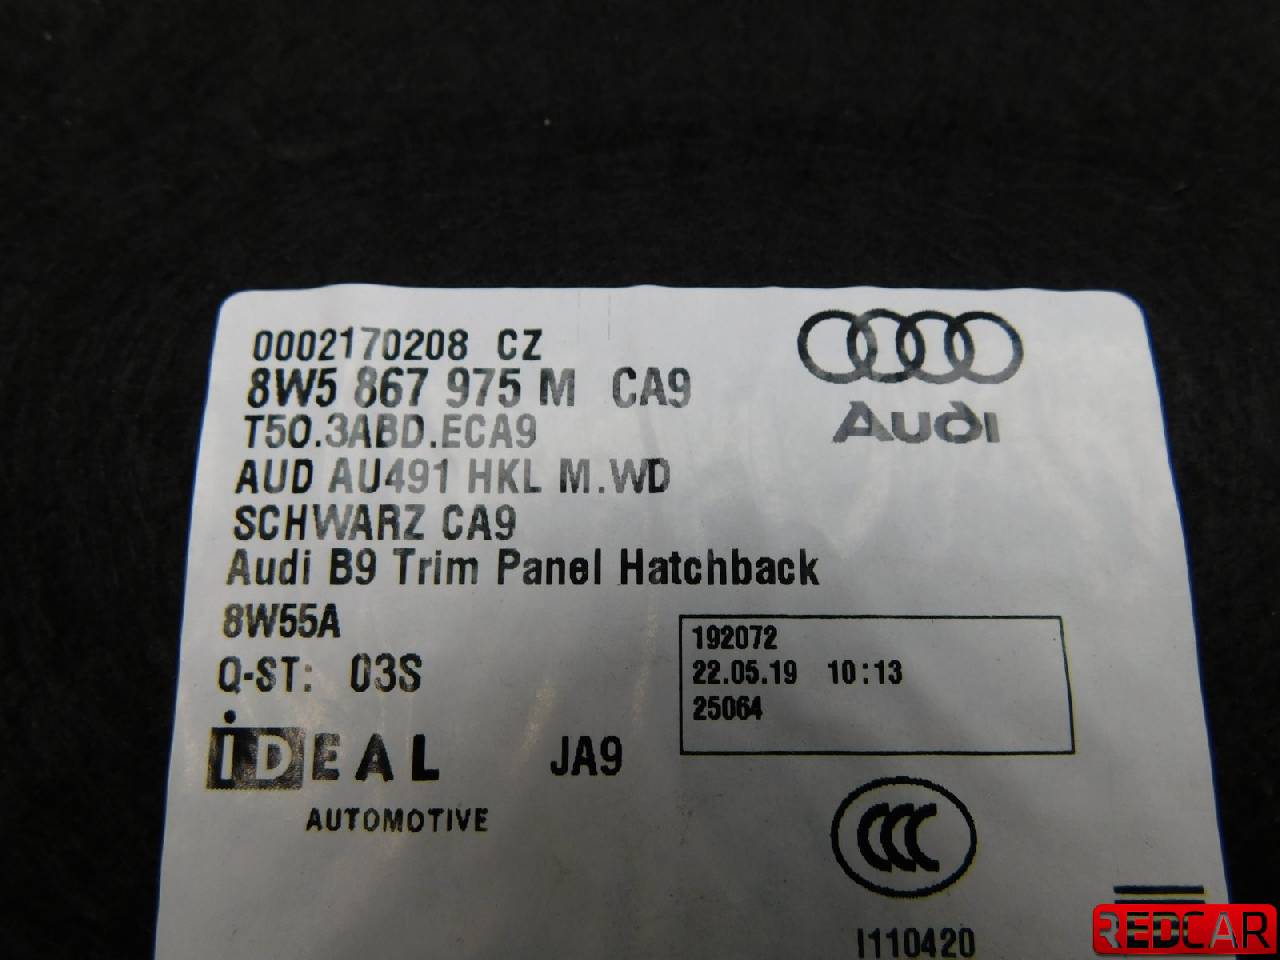 0002170208 CZ
8W5 867 975 M CA9
T50.3ABD.ECA9
AUD AU491 HKL M.WD
SCHWARZ CA9
Audi B9 Trim Panel Hatchback
8W55A
Q-ST: 03S
Audi
192072
22.05.19 10:13
25064
iDEAL
AUTOMOTIVE
JA9
CCC
I110420
REDCAR